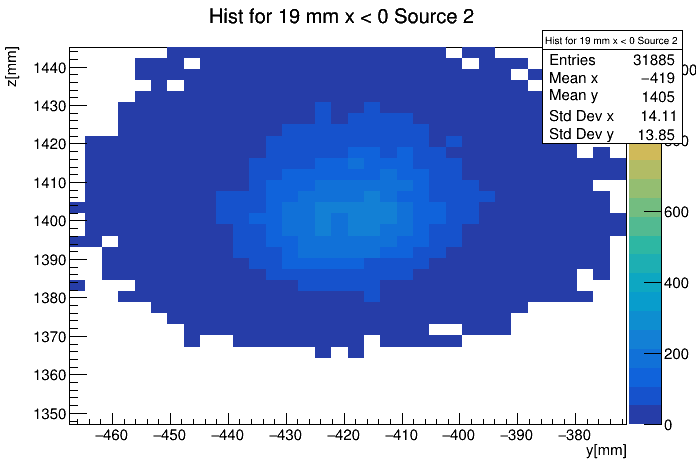 Hist for 19 mm x < 0 Source 2
z[mm]
Hist for 19 mm x < 0 Source 2
Entries 31885
Mean x −419
Mean y 1405
Std Dev x 14.11
Std Dev y 13.85
1440
1430
1420
1410
1400
1390
1380
1370
1360
1350
600
400
200
0
−460 −450 −440 −430 −420 −410 −400 −390 −380
y[mm]